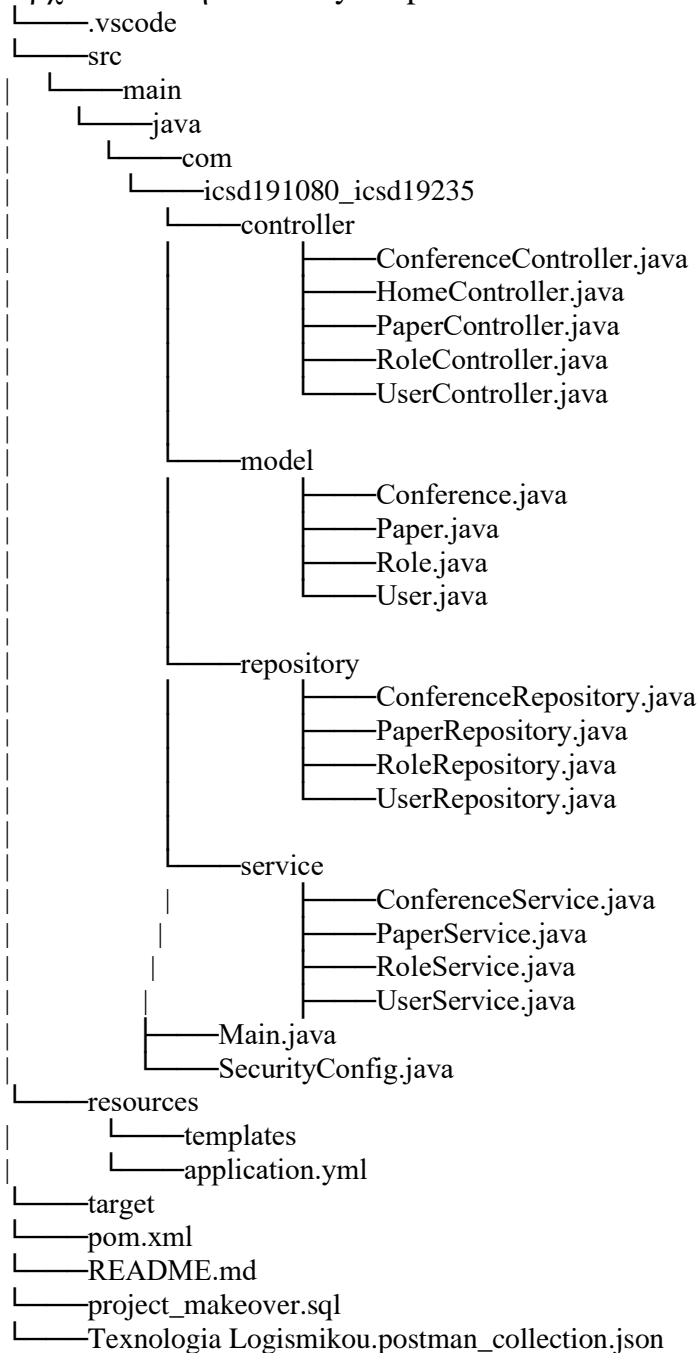 .vscode
src
main
java
com
icsd191080_icsd19235
controller
ConferenceController.java
HomeController.java
PaperController.java
RoleController.java
UserController.java
model
Conference.java
Paper.java
Role.java
User.java
repository
ConferenceRepository.java
PaperRepository.java
RoleRepository.java
UserRepository.java
service
ConferenceService.java
PaperService.java
RoleService.java
UserService.java
Main.java
SecurityConfig.java
resources
templates
application.yml
target
pom.xml
README.md
project_makeover.sql
Texnologia Logismikou.postman_collection.json